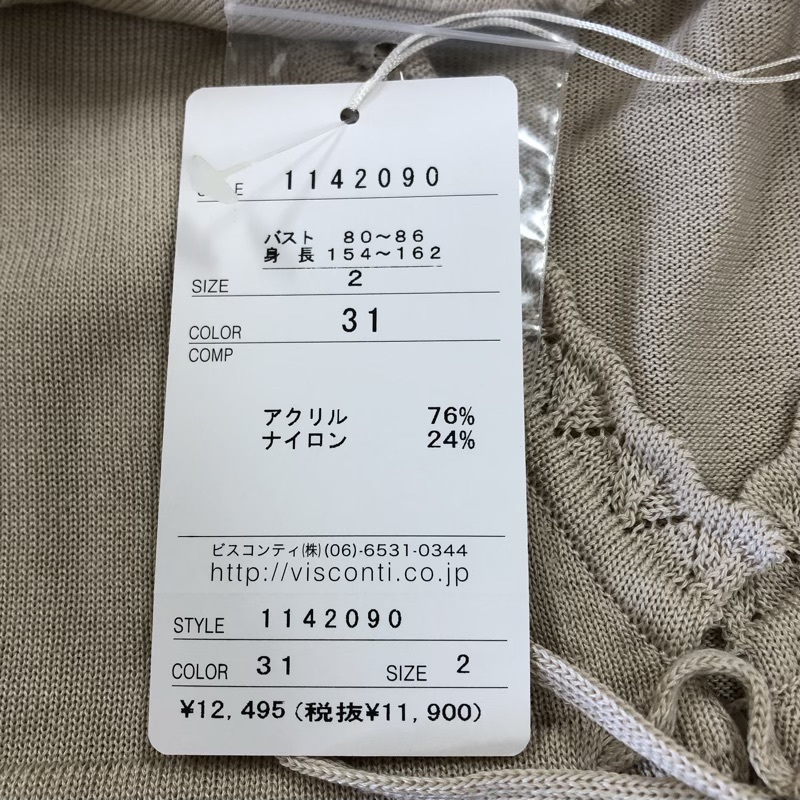 1142090
バスト 80～86
身 長 154～162
SIZE 2
COLOR 31
COMP
アクリル 76%
ナイロン 24%
ビスコンティ㈱(06)-6531-0344
http://visconti.co.jp
STYLE 1142090
COLOR 31 SIZE 2
¥12,495(税抜¥11,900)